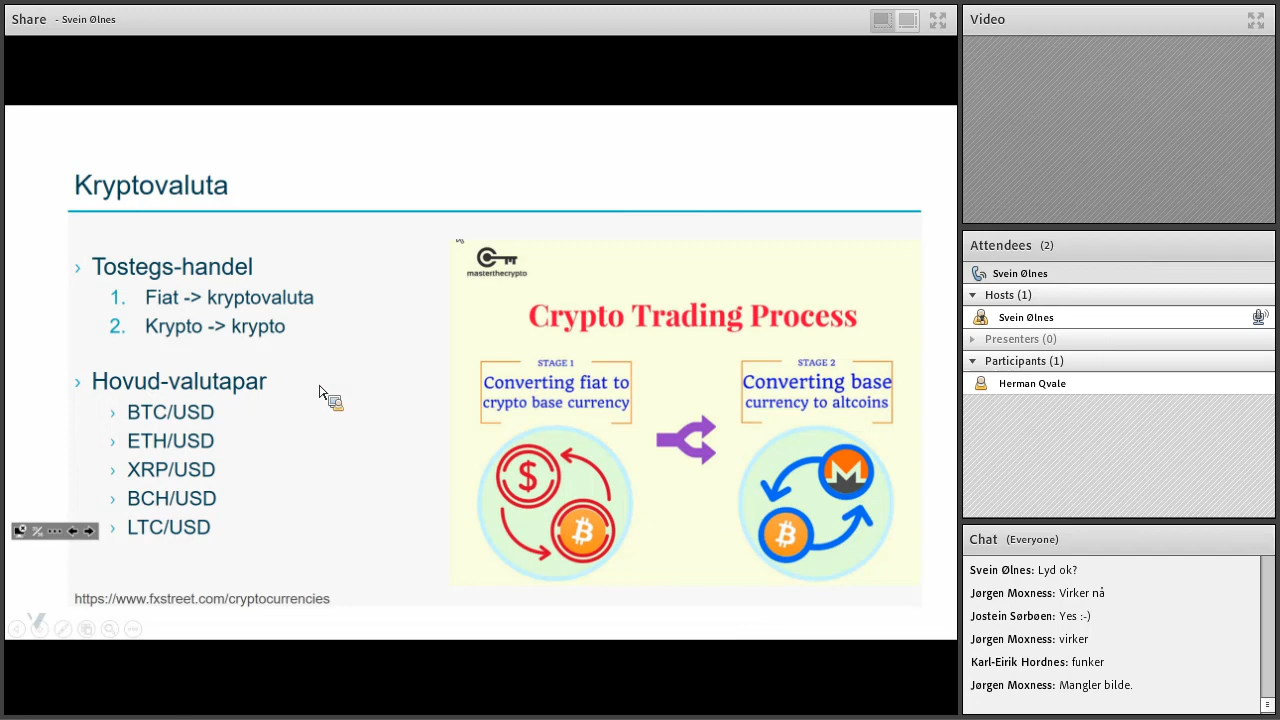 Share - Svein Ølnes
Kryptovaluta
› Tostegs-handel
1. Fiat -> kryptovaluta
2. Krypto -> krypto
› Hovud-valutapar
› BTC/USD
› ETH/USD
› XRP/USD
› BCH/USD
› LTC/USD
https://www.fxstreet.com/cryptocurrencies
masterthecrypto
Crypto Trading Process
STAGE 1
Converting fiat to
crypto base currency
STAGE 2
Converting base
currency to altcoins
Video
Attendees (2)
Svein Ølnes
Hosts (1)
Svein Ølnes
Presenters (0)
Participants (1)
Herman Qvale
Chat (Everyone)
Svein Ølnes: Lyd ok?
Jørgen Moxness: Virker nå
Jostein Sørbøen: Yes :-)
Jørgen Moxness: virker
Karl-Eirik Hordnes: funker
Jørgen Moxness: Mangler bilde.